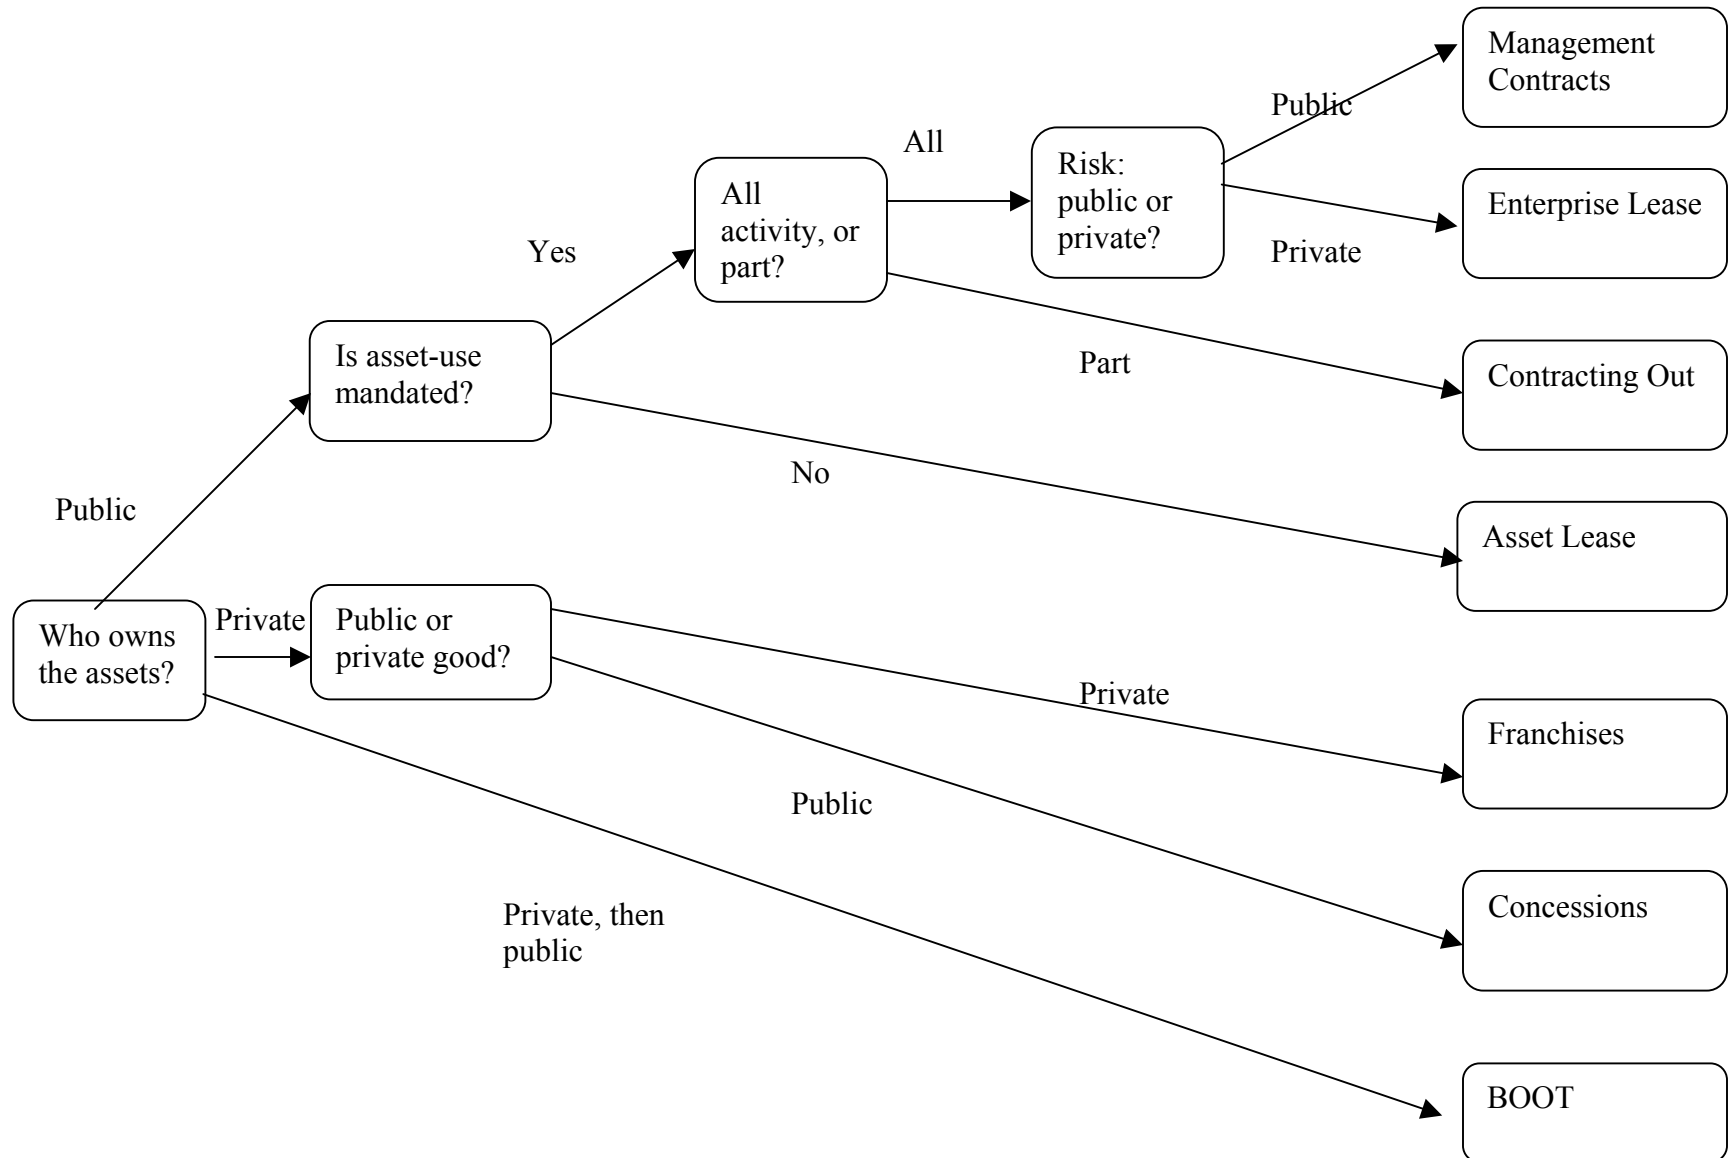 Management
Contracts
Public
All
Risk:
public or
private?
All
activity, or
part?
Enterprise Lease
Yes
Private
Is asset-use
mandated?
Part
Contracting Out
No
Public
Asset Lease
Who owns
the assets?
Private
Public or
private good?
Private
Franchises
Public
Private, then
public
Concessions
BOOT